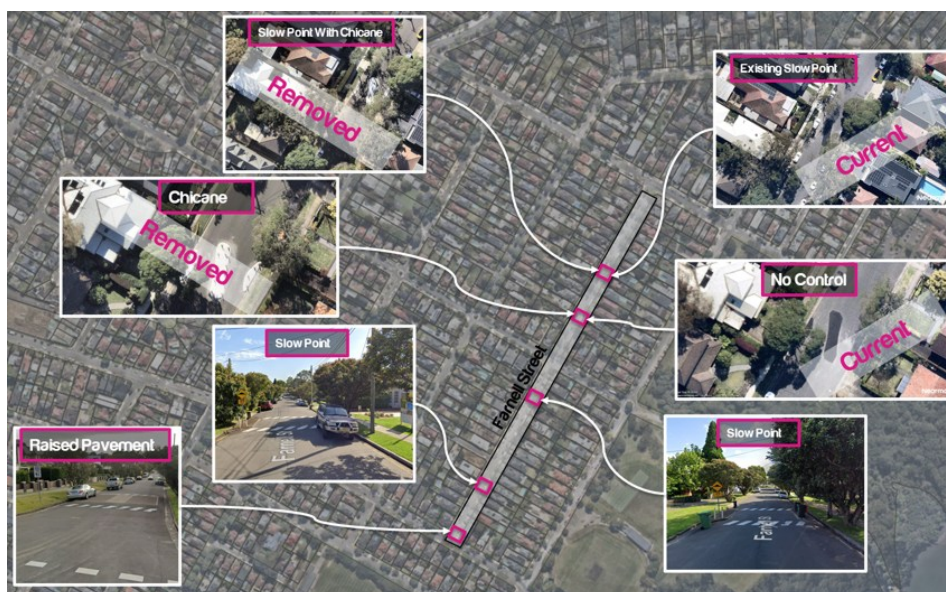 Slow Point With Chicane
Removed
Existing Slow Point
Current
Chicane
Removed
No Control
Current
Slow Point
Farnell Street
Raised Pavement
Slow Point